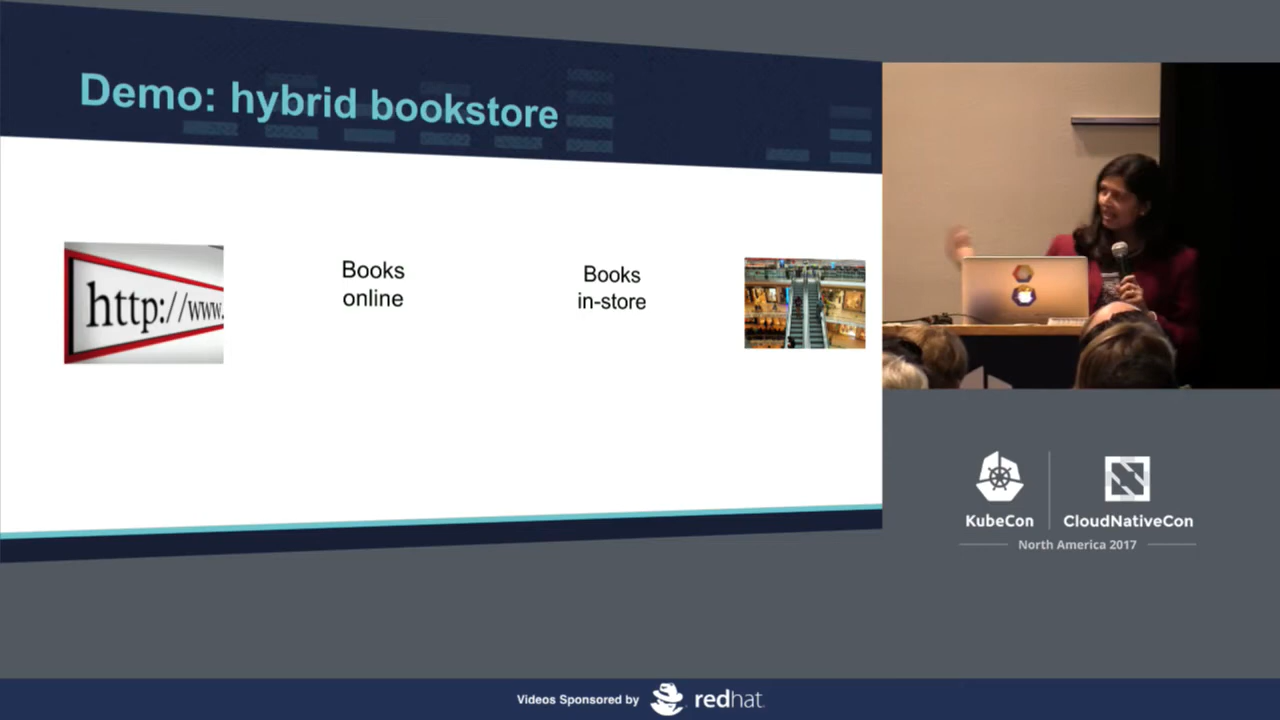 Demo: hybrid bookstore
http://www.
Books
online
Books
in-store
KubeCon
CloudNativeCon
North America 2017
Videos Sponsored by
redhat.